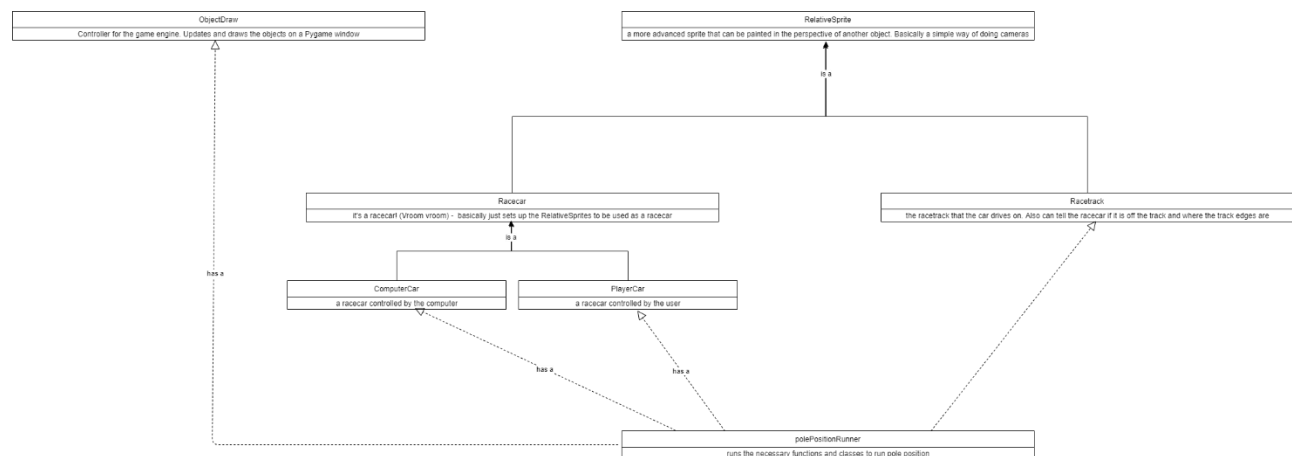 ObjectDraw
Controller for the game engine. Updates and draws the objects on a Pygame window
RelativeSprite
a more advanced sprite that can be painted in the perspective of another object. Basically a simple way of doing cameras
is a
Racecar
it's a racecar! (Vroom vroom) - basically just sets up the RelativeSprites to be used as a racecar
Racetrack
the racetrack that the car drives on. Also can tell the racecar if it is off the track and where the track edges are
is a
has a
ComputerCar
a racecar controlled by the computer
PlayerCar
a racecar controlled by the user
has a
has a
polePositionRunner
runs the necessary functions and classes to run pole position